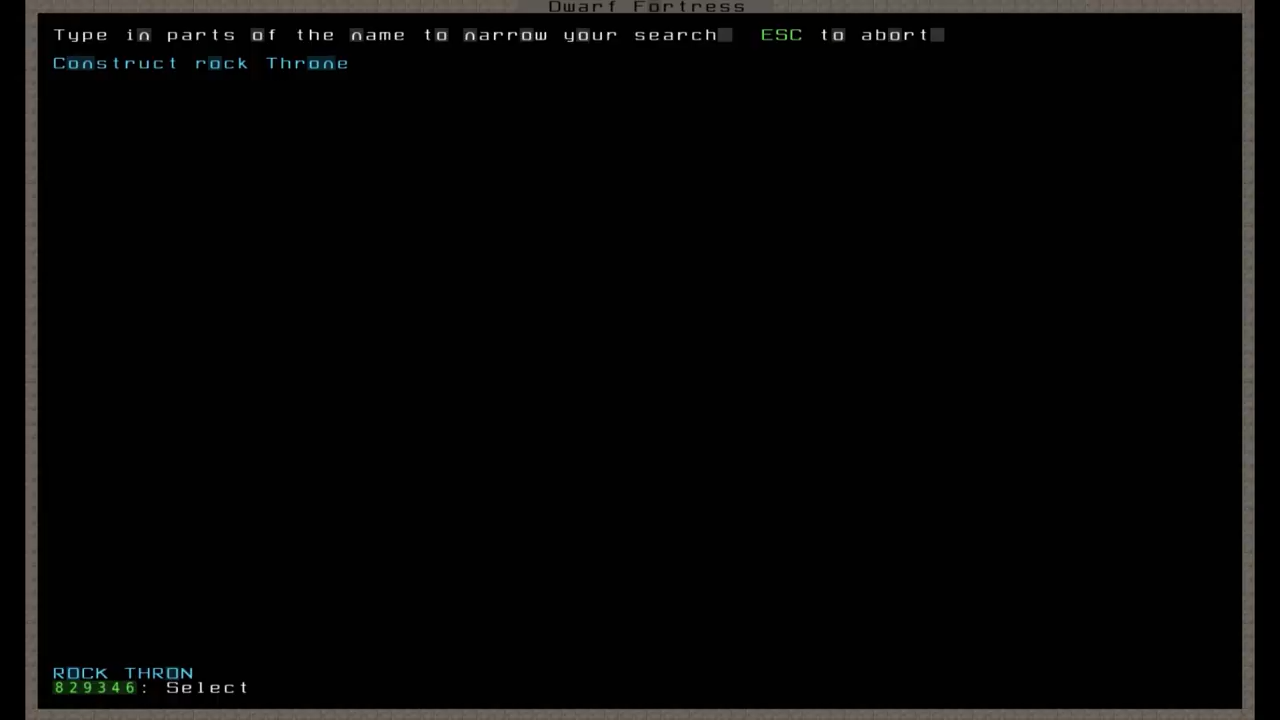 Dwarf Fortress
Type in parts of the name to narrow your search  ESC to abort
Construct rock Throne
ROCK THRON
829346: Select